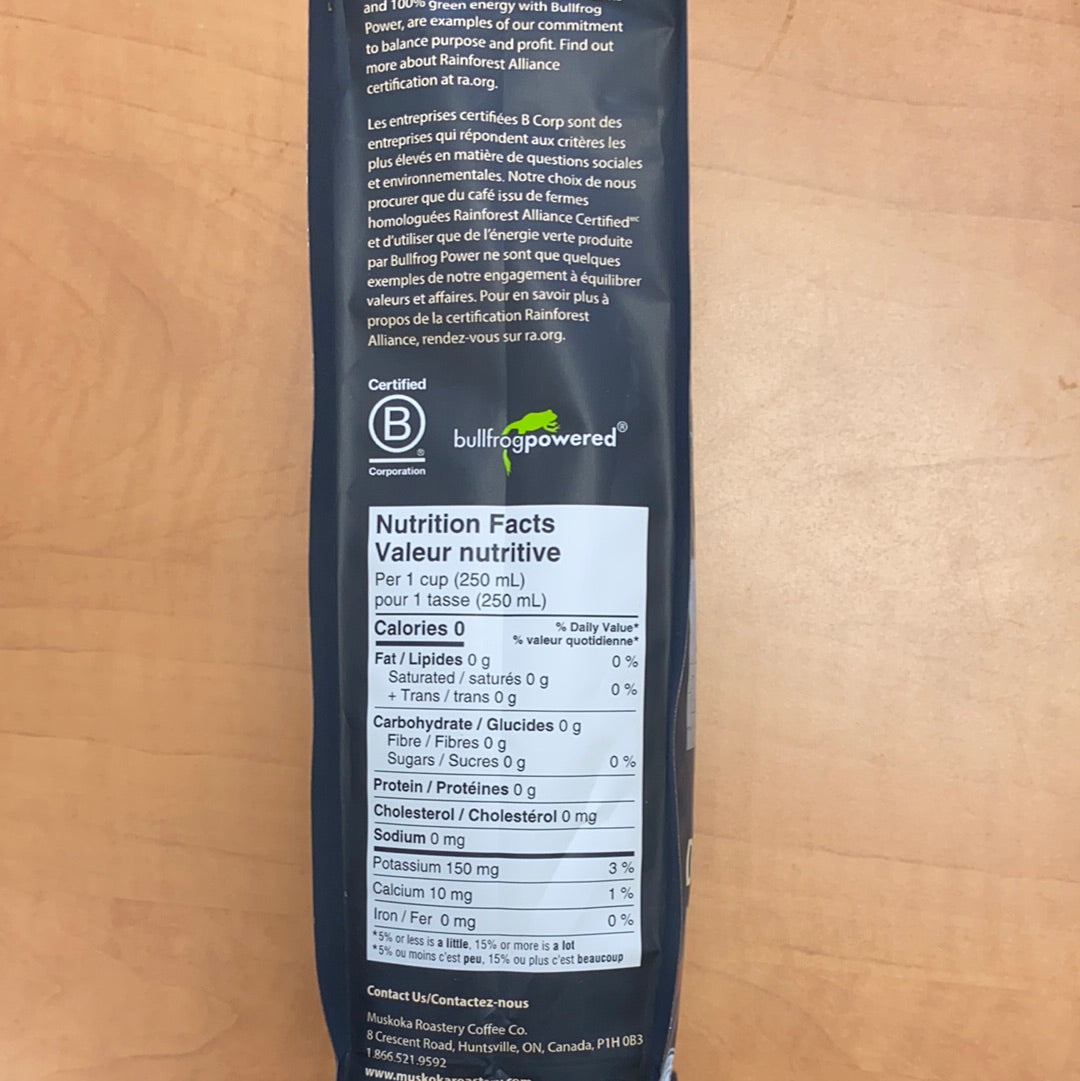 and 100% green energy with Bullfrog
Power, are examples of our commitment
to balance purpose and profit. Find out
more about Rainforest Alliance
certification at ra.org.
Les entreprises certifiées B Corp sont des
entreprises qui répondent aux critères les
plus élevés en matière de questions sociales
et environnementales. Notre choix de nous
procurer que du café issu de fermes
homologuées Rainforest Alliance Certifiedᴹᶜ
et d'utiliser que de l'énergie verte produite
par Bullfrog Power ne sont que quelques
exemples de notre engagement à équilibrer
valeurs et affaires. Pour en savoir plus à
propos de la certification Rainforest
Alliance, rendez-vous sur ra.org.
Certified
B®
Corporation
bullfrogpowered®
Nutrition Facts
Valeur nutritive
Per 1 cup (250 mL)
pour 1 tasse (250 mL)
Calories 0 % Daily Value*
% valeur quotidienne*
Fat / Lipides 0 g 0 %
Saturated / saturés 0 g
+ Trans / trans 0 g 0 %
Carbohydrate / Glucides 0 g
Fibre / Fibres 0 g
Sugars / Sucres 0 g 0 %
Protein / Protéines 0 g
Cholesterol / Cholestérol 0 mg
Sodium 0 mg
Potassium 150 mg 3 %
Calcium 10 mg 1 %
Iron / Fer 0 mg 0 %
*5% or less is a little, 15% or more is a lot
*5% ou moins c'est peu, 15% ou plus c'est beaucoup
Contact Us/Contactez-nous
Muskoka Roastery Coffee Co.
8 Crescent Road, Huntsville, ON, Canada, P1H 0B3
1.866.521.9592